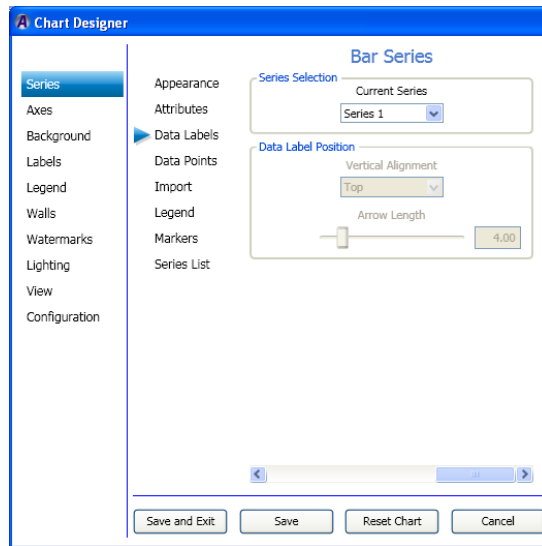 Chart Designer
Series
Axes
Background
Labels
Legend
Walls
Watermarks
Lighting
View
Configuration
Appearance
Attributes
Data Labels
Data Points
Import
Legend
Markers
Series List
Bar Series
Series Selection
Current Series
Series 1
Data Label Position
Vertical Alignment
Top
Arrow Length
4.00
Save and Exit
Save
Reset Chart
Cancel